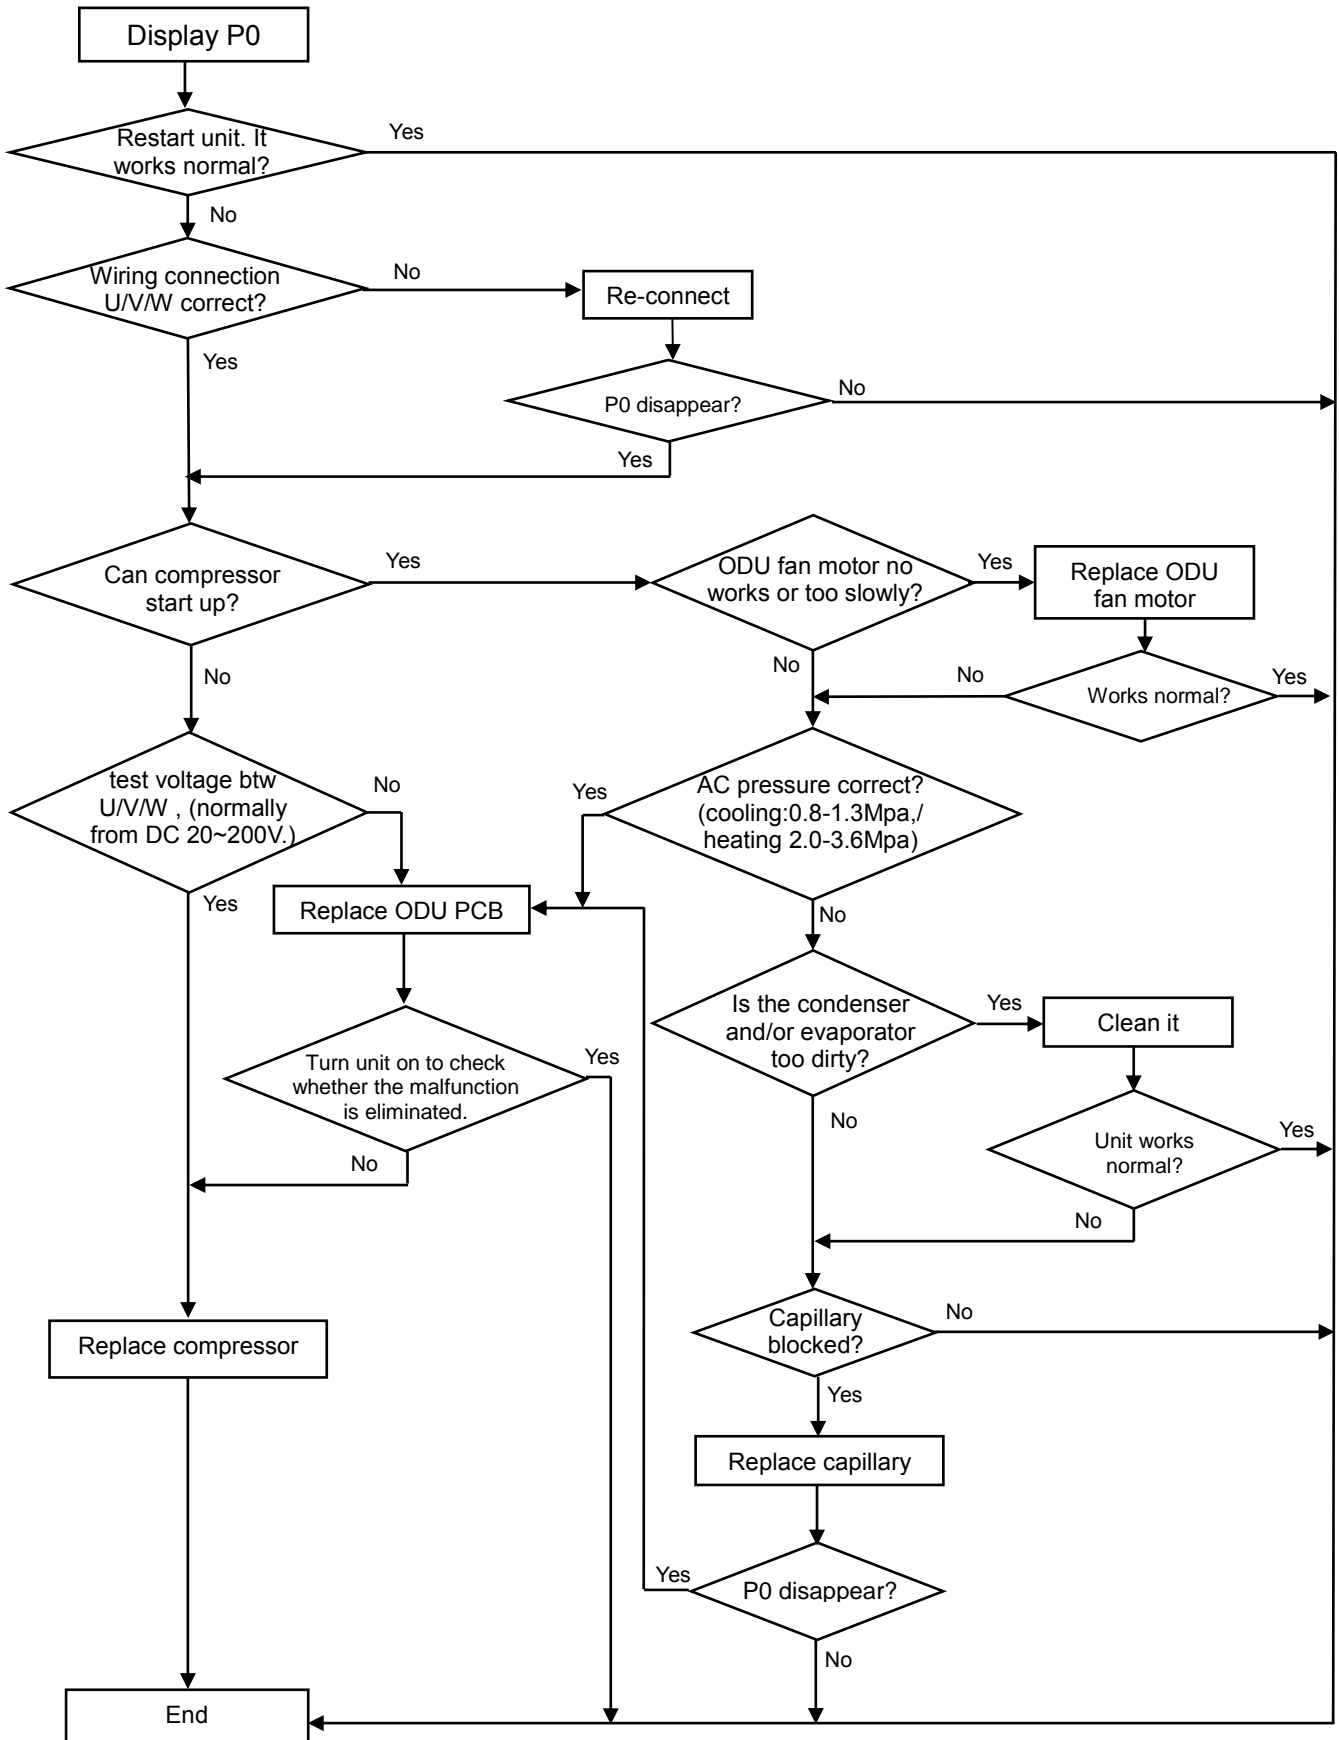 Display P0
Restart unit. It
works normal?
Yes
No
Wiring connection
U/V/W correct?
No
Re-connect
Yes
P0 disappear?
No
Yes
Can compressor
start up?
Yes
ODU fan motor no
works or too slowly?
Yes
Replace ODU
fan motor
No
No
No
Works normal?
Yes
test voltage btw
U/V/W , (normally
from DC 20~200V.)
No
Yes
AC pressure correct?
(cooling:0.8-1.3Mpa,/
heating 2.0-3.6Mpa)
Yes
Replace ODU PCB
No
Is the condenser
and/or evaporator
too dirty?
Yes
Clean it
Turn unit on to check
whether the malfunction
is eliminated.
Yes
No
No
Unit works
normal?
Yes
No
Capillary
blocked?
No
Replace compressor
Yes
Replace capillary
Yes
P0 disappear?
No
End